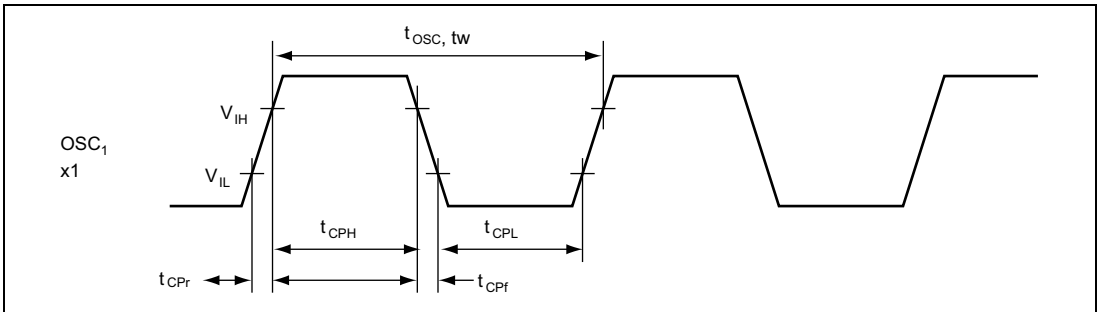 tOSC, tw
VIH
OSC1
x1
VIL
tCPH
tCPL
tCPr
tCPf